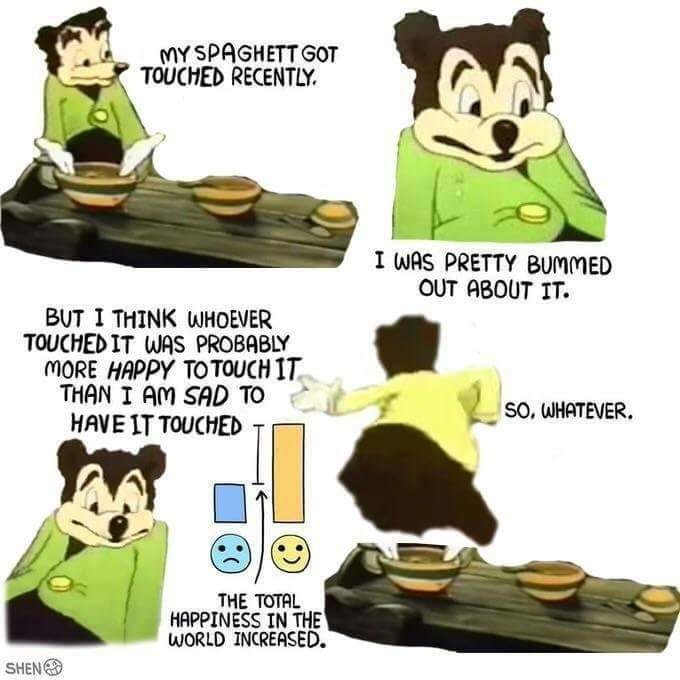 MY SPAGHETT GOT
TOUCHED RECENTLY.
I WAS PRETTY BUMMED
OUT ABOUT IT.
BUT I THINK WHOEVER
TOUCHED IT WAS PROBABLY
MORE HAPPY TO TOUCH IT
THAN I AM SAD TO
HAVE IT TOUCHED
THE TOTAL
HAPPINESS IN THE
WORLD INCREASED.
SO, WHATEVER.
SHEN